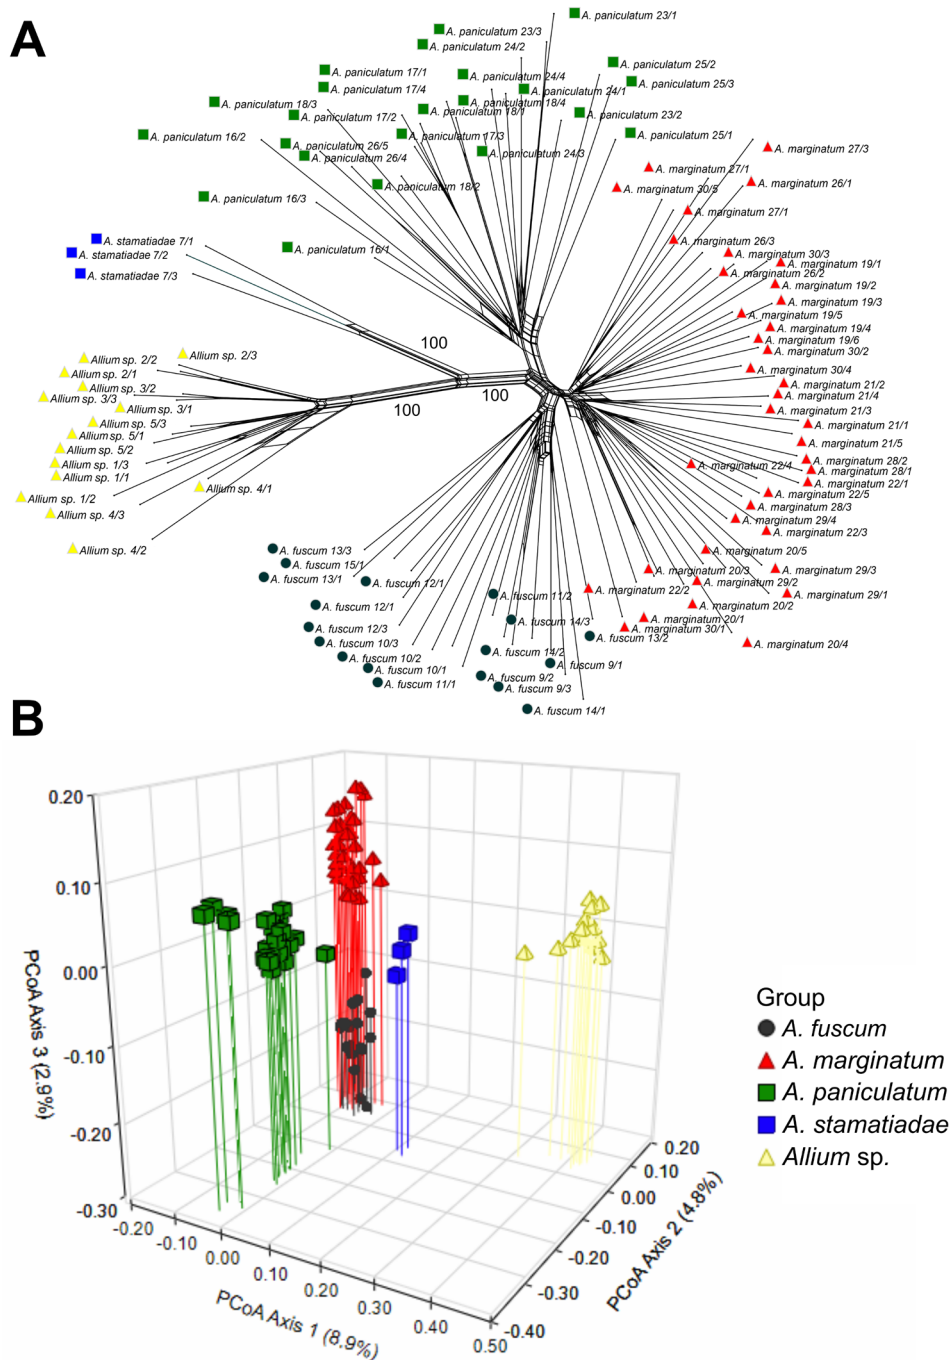 A
A. paniculatum 23/1
A. paniculatum 23/3
A. paniculatum 24/2
A. paniculatum 25/2
A. paniculatum 17/1
A. paniculatum 24/4
A. paniculatum 25/3
A. paniculatum 17/4
A. paniculatum 24/1
A. paniculatum 18/3
A. paniculatum 18/4
A. paniculatum 18/1
A. paniculatum 17/2
A. paniculatum 23/2
A. paniculatum 16/2
A. paniculatum 17/3
A. paniculatum 25/1
A. paniculatum 26/5
A. paniculatum 24/3
A. paniculatum 26/4
A. paniculatum 18/2
A. paniculatum 16/3
A. paniculatum 16/1
A. marginatum 27/3
A. marginatum 27/1
A. marginatum 26/1
A. marginatum 30/5
A. marginatum 27/1
A. marginatum 26/3
A. marginatum 30/3
A. marginatum 19/1
A. marginatum 26/2
A. marginatum 19/2
A. marginatum 19/3
A. marginatum 19/5
A. marginatum 19/4
A. marginatum 19/6
A. marginatum 30/2
A. marginatum 30/4
A. marginatum 21/2
A. marginatum 21/4
A. marginatum 21/3
A. marginatum 21/1
A. marginatum 21/5
A. marginatum 28/2
A. marginatum 22/4
A. marginatum 28/1
A. marginatum 22/1
A. marginatum 22/5
A. marginatum 28/3
A. marginatum 29/4
A. marginatum 22/3
A. marginatum 20/5
A. marginatum 20/3
A. marginatum 29/3
A. marginatum 29/2
A. marginatum 22/2
A. marginatum 29/1
A. marginatum 20/2
A. marginatum 20/1
A. marginatum 30/1
A. marginatum 20/4
A. stamatiadae 7/1
A. stamatiadae 7/2
A. stamatiadae 7/3
100
100
100
Allium sp. 2/3
Allium sp. 2/2
Allium sp. 2/1
Allium sp. 3/2
Allium sp. 3/3
Allium sp. 3/1
Allium sp. 5/3
Allium sp. 5/1
Allium sp. 5/2
Allium sp. 1/3
Allium sp. 1/1
Allium sp. 4/1
Allium sp. 1/2
Allium sp. 4/3
Allium sp. 4/2
A. fuscum 13/3
A. fuscum 15/1
A. fuscum 13/1
A. fuscum 12/1
A. fuscum 11/2
A. fuscum 12/1
A. fuscum 14/3
A. fuscum 12/3
A. fuscum 13/2
A. fuscum 10/3
A. fuscum 14/2
A. fuscum 10/2
A. fuscum 9/1
A. fuscum 10/1
A. fuscum 9/2
A. fuscum 11/1
A. fuscum 9/3
A. fuscum 14/1
B
0.20
0.10
0.00
-0.10
-0.20
-0.30
PCoA Axis 3 (2.9%)
-0.20
-0.10
0.00
0.10
0.20
0.30
0.40
0.50
PCoA Axis 1 (8,9%)
0.20
0.10
0.00
-0.10
-0.20
-0.30
-0.40
PCoA Axis 2 (4.8%)
Group
A. fuscum
A. marginatum
A. paniculatum
A. stamatiadae
Allium sp.